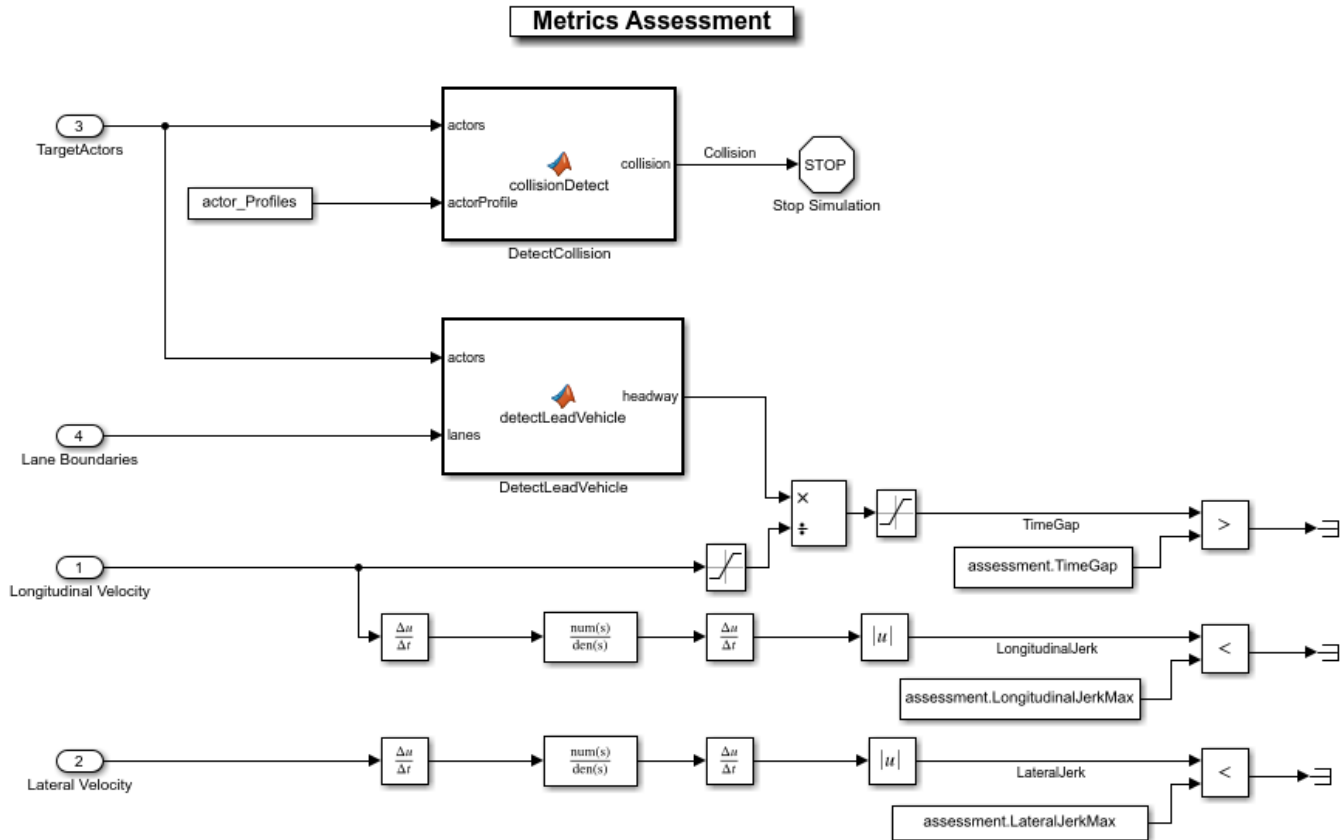 Metrics Assessment
3
TargetActors
actors
collision
collisionDetect
actor_Profiles
actorProfile
DetectCollision
Collision
STOP
Stop Simulation
actors
headway
detectLeadVehicle
4
lanes
Lane Boundaries
DetectLeadVehicle
×
÷
TimeGap
>
assessment.TimeGap
1
Longitudinal Velocity
Δu
Δt
num(s)
den(s)
Δu
Δt
|u|
LongitudinalJerk
<
assessment.LongitudinalJerkMax
2
Lateral Velocity
Δu
Δt
num(s)
den(s)
Δu
Δt
|u|
LateralJerk
<
assessment.LateralJerkMax